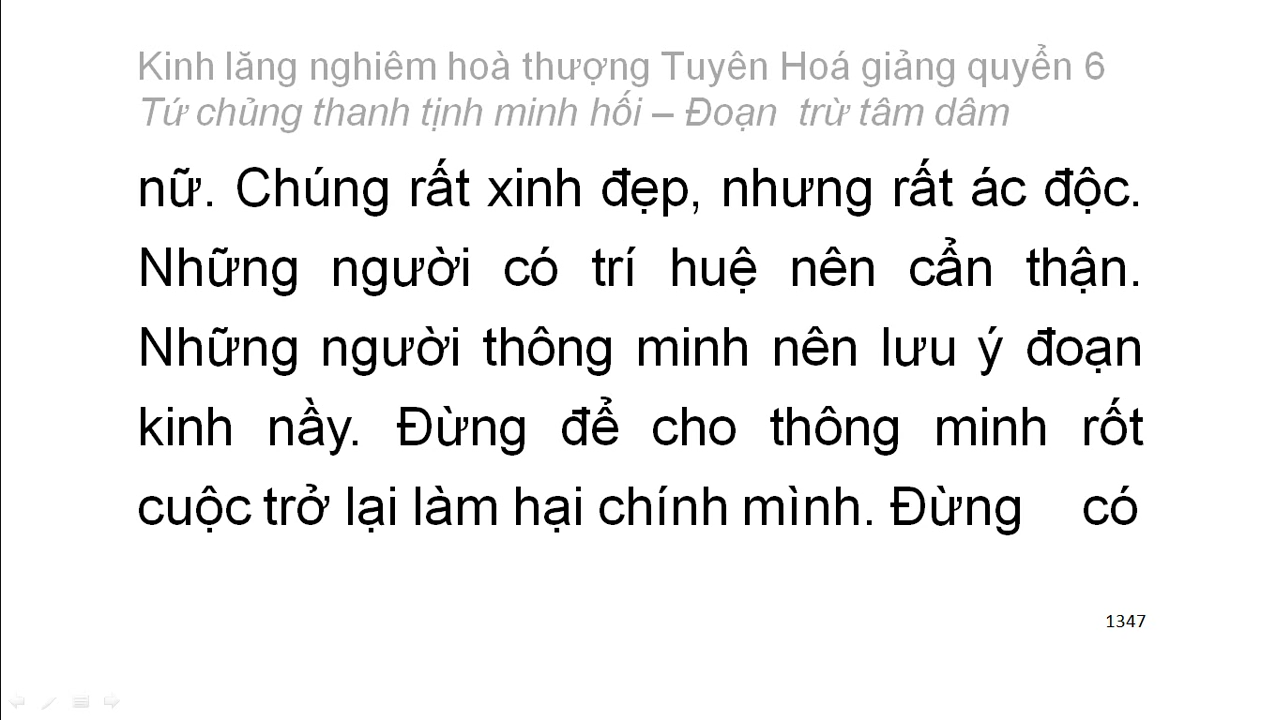 Kinh lăng nghiêm hoà thượng Tuyên Hoá giảng quyển 6
Tứ chủng thanh tịnh minh hối – Đoạn trừ tâm dâm
nữ. Chúng rất xinh đẹp, nhưng rất ác độc.
Những người có trí huệ nên cẩn thận.
Những người thông minh nên lưu ý đoạn
kinh nầy. Đừng để cho thông minh rốt
cuộc trở lại làm hại chính mình. Đừng có
1347